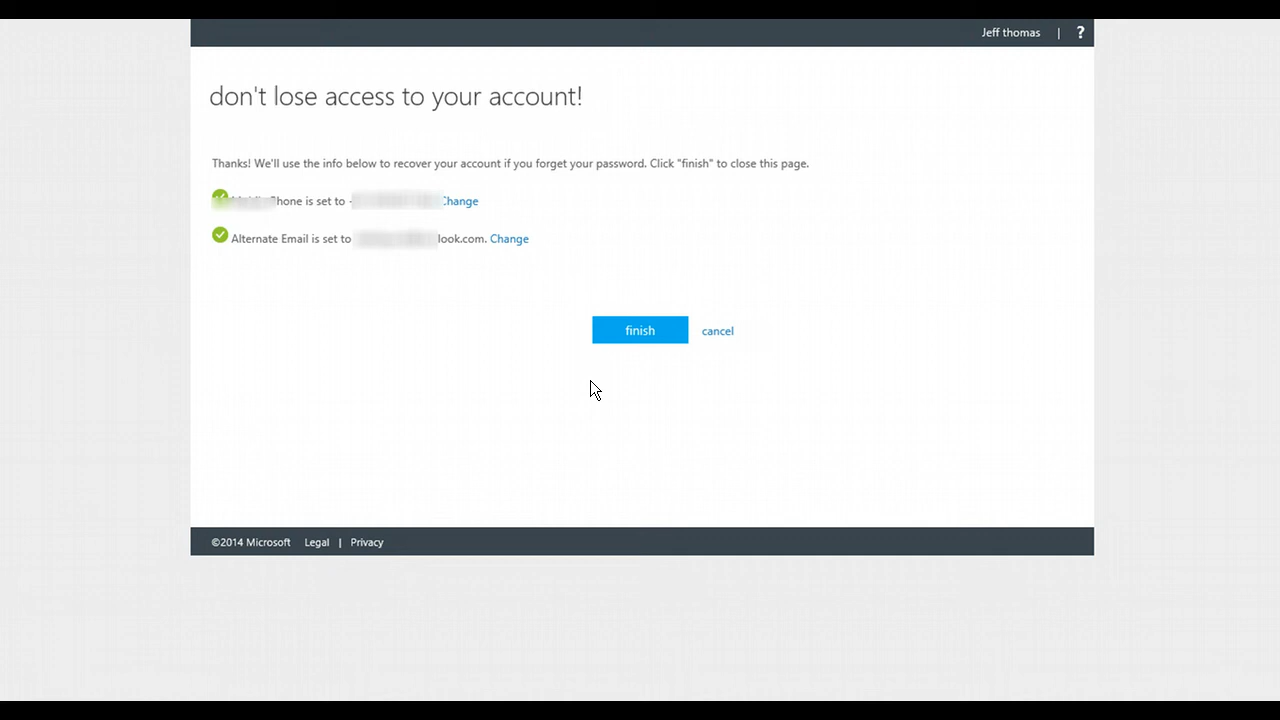 Jeff thomas | ?
don't lose access to your account!
Thanks! We'll use the info below to recover your account if you forget your password. Click "finish" to close this page.
is set to Change
Alternate Email is set to look.com. Change
finish cancel
©2014 Microsoft Legal | Privacy